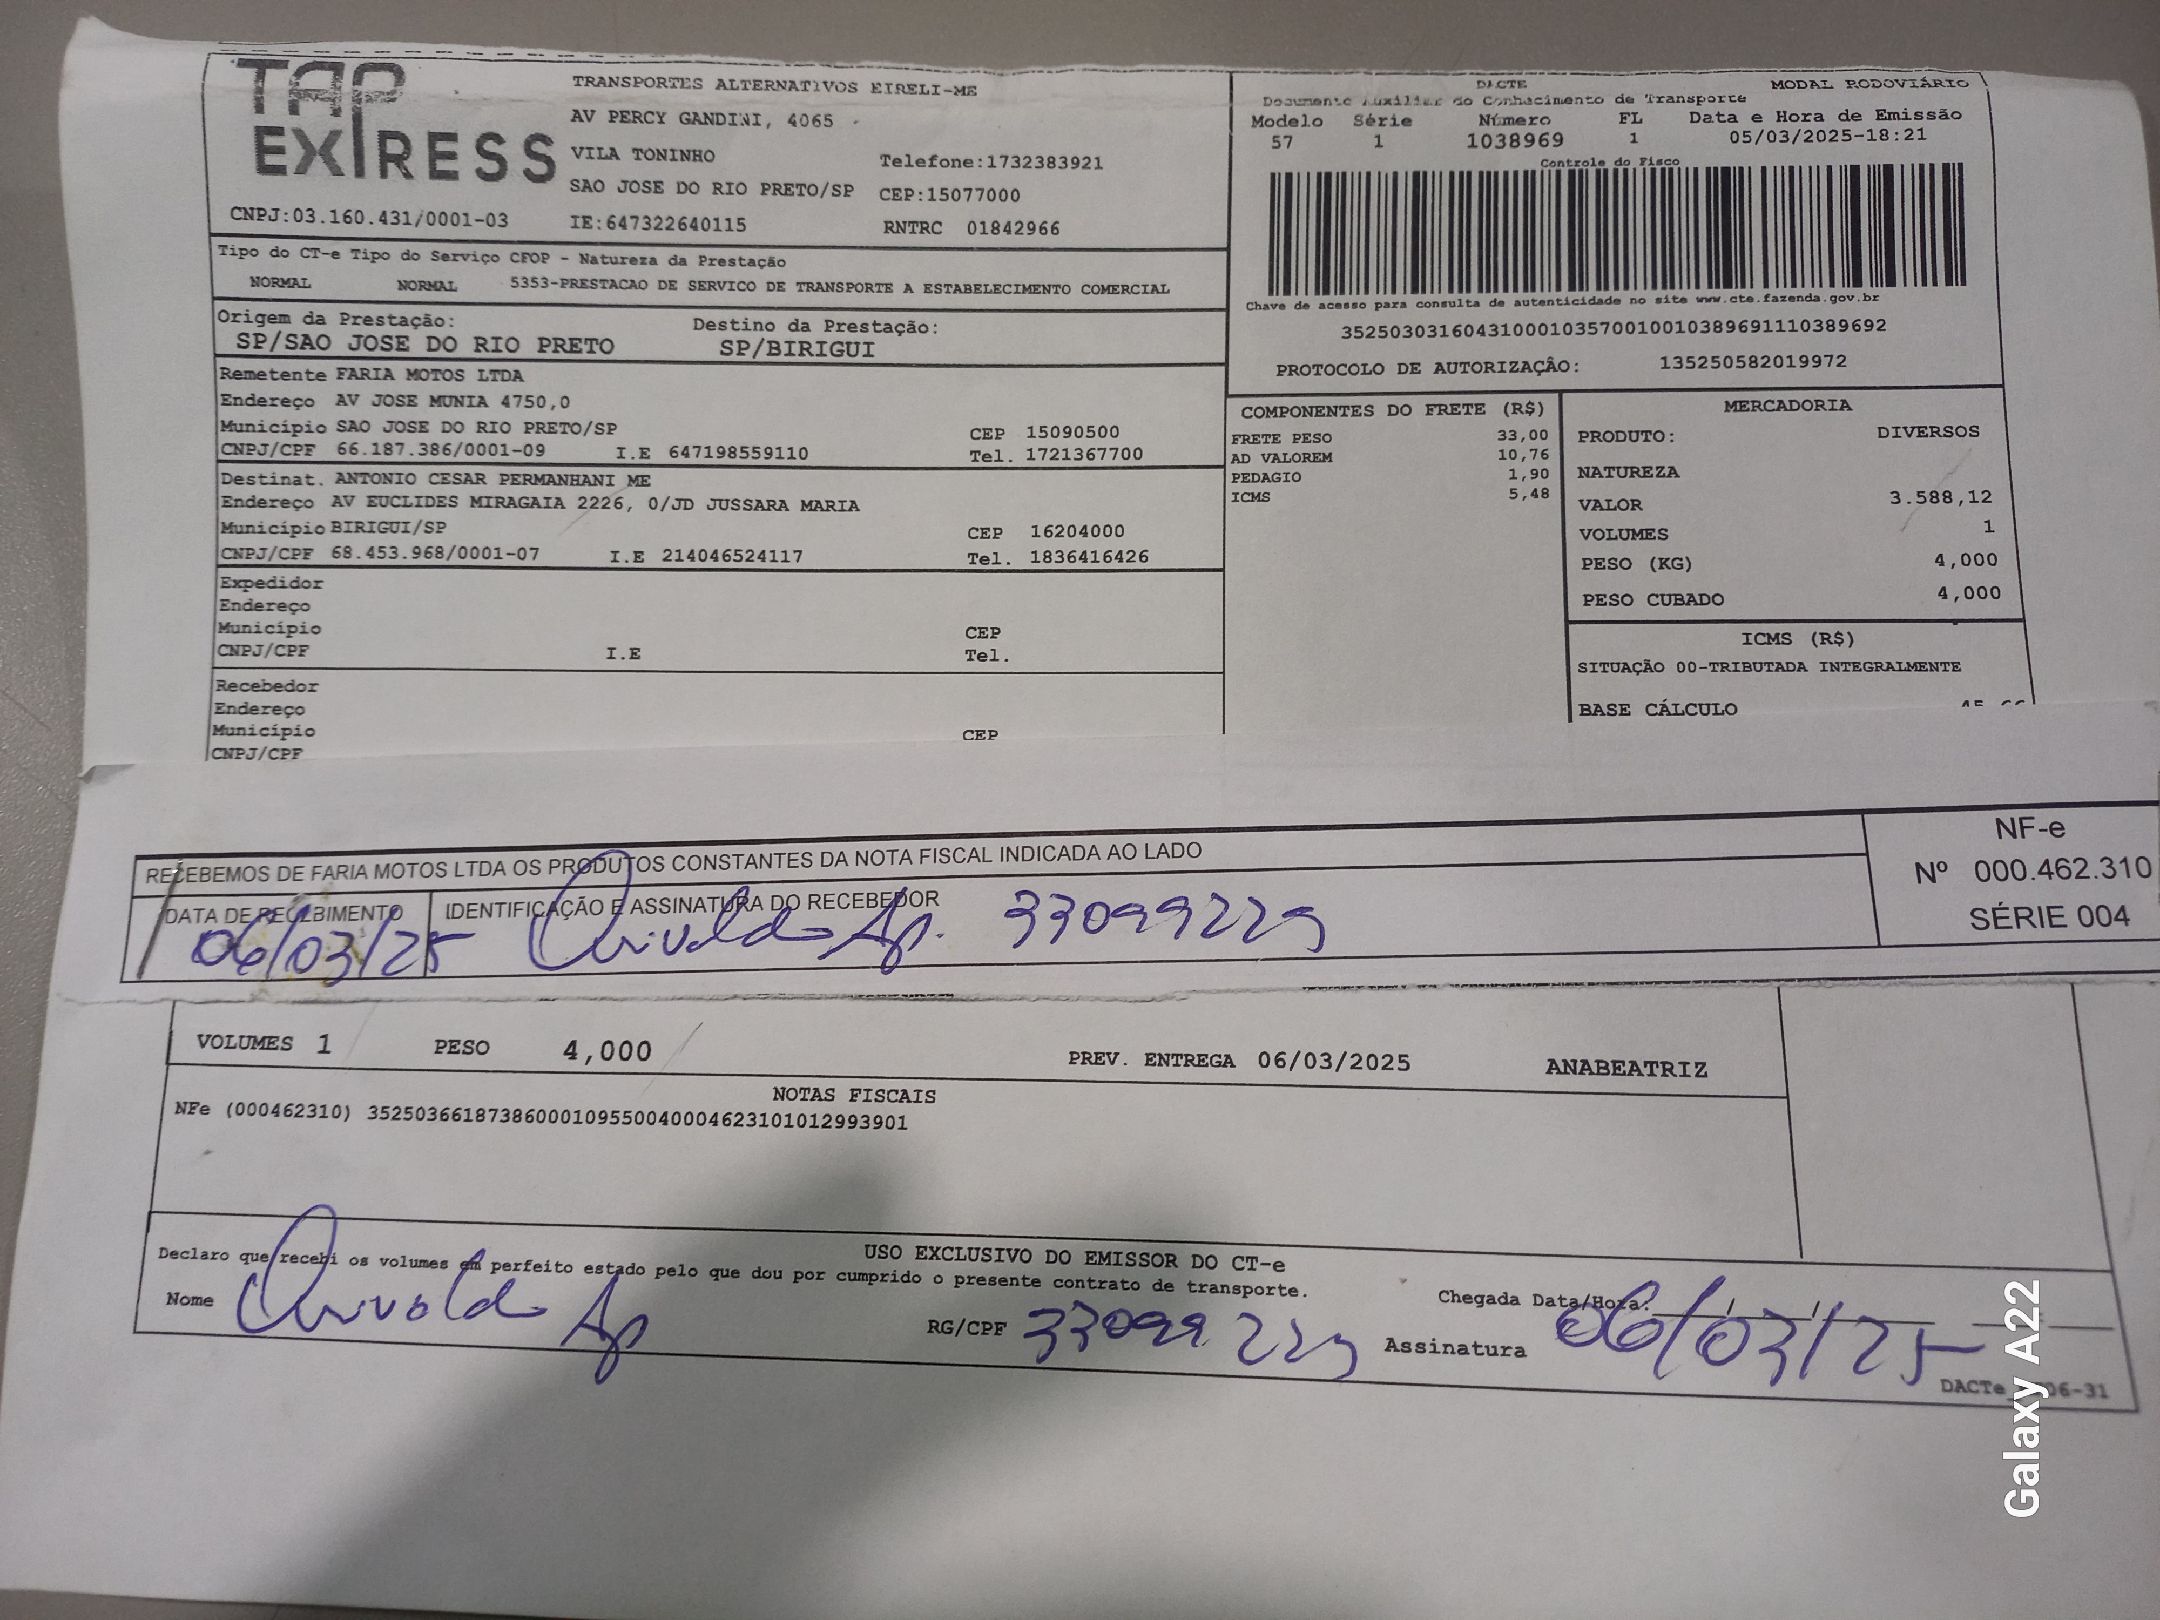 TAP EXPRESS
TRANSPORTES ALTERNATIVOS EIRELI-ME
AV PERCY GANDINI, 4065
VILA TONINHO Telefone:1732383921
SAO JOSE DO RIO PRETO/SP CEP:15077000
CNPJ:03.160.431/0001-03 IE:647322640115 RNTRC 01842966
DACTE MODAL RODOVIÁRIO
Documento Auxiliar do Conhecimento de Transporte
Modelo Série Número FL Data e Hora de Emissão
57 1 1038969 1 05/03/2025-18:21
Controle do Fisco
Chave de acesso para consulta de autenticidade no site www.cte.fazenda.gov.br
35250303160431000103570010010389691110389692
PROTOCOLO DE AUTORIZAÇÂO: 135250582019972
Tipo do CT-e Tipo do Serviço CFOP - Natureza da Prestação
NORMAL NORMAL 5353-PRESTACAO DE SERVICO DE TRANSPORTE A ESTABELECIMENTO COMERCIAL
Origem da Prestação: Destino da Prestação:
SP/SAO JOSE DO RIO PRETO SP/BIRIGUI
Remetente FARIA MOTOS LTDA
Endereço AV JOSE MUNIA 4750,0
Município SAO JOSE DO RIO PRETO/SP CEP 15090500
CNPJ/CPF 66.187.386/0001-09 I.E 647198559110 Tel. 1721367700
Destinat. ANTONIO CESAR PERMANHANI ME
Endereço AV EUCLIDES MIRAGAIA 2226, 0/JD JUSSARA MARIA
Município BIRIGUI/SP CEP 16204000
CNPJ/CPF 68.453.968/0001-07 I.E 214046524117 Tel. 1836416426
Expedidor
Endereço
Município CEP
CNPJ/CPF I.E Tel.
Recebedor
Endereço
Município CEP
CNPJ/CPF
COMPONENTES DO FRETE (R$)
FRETE PESO 33,00
AD VALOREM 10,76
PEDAGIO 1,90
ICMS 5,48
MERCADORIA
PRODUTO: DIVERSOS
NATUREZA
VALOR 3.588,12
VOLUMES 1
PESO (KG) 4,000
PESO CUBADO 4,000
ICMS (R$)
SITUAÇÃO 00-TRIBUTADA INTEGRALMENTE
BASE CÁLCULO
RECEBEMOS DE FARIA MOTOS LTDA OS PRODUTOS CONSTANTES DA NOTA FISCAL INDICADA AO LADO
DATA DE RECEBIMENTO IDENTIFICAÇÃO E ASSINATURA DO RECEBEDOR
06/03/25 33099229
NF-e
Nº 000.462.310
SÉRIE 004
VOLUMES 1 PESO 4,000 PREV. ENTREGA 06/03/2025 ANABEATRIZ
NOTAS FISCAIS
NFe (000462310) 35250366187386000109550040004623101012993901
USO EXCLUSIVO DO EMISSOR DO CT-e
Declaro que recebi os volumes em perfeito estado pelo que dou por cumprido o presente contrato de transporte.
Nome RG/CPF 33099229 Chegada Data/Hora: / /
Assinatura 06/03/25
Galaxy A22